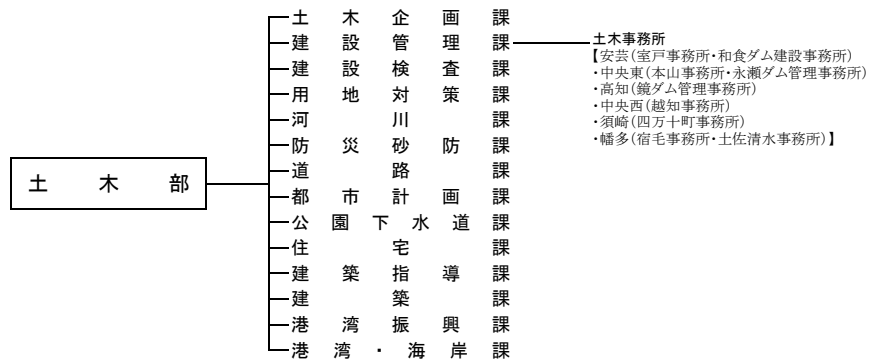 土木部
土木企画課
建設管理課
建設検査課
用地対策課
河川課
防災砂防課
道路課
都市計画課
公園下水道課
住宅課
建築指導課
建築課
港湾振興課
港湾・海岸課
土木事務所
【安芸(室戸事務所・和食ダム建設事務所)
・中央東(本山事務所・永瀬ダム管理事務所)
・高知(鏡ダム管理事務所)
・中央西(越知事務所)
・須崎(四万十町事務所)
・幡多(宿毛事務所・土佐清水事務所)】